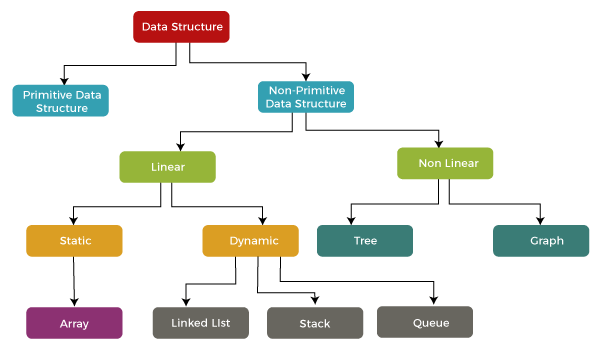 Data Structure
Primitive Data
Structure
Non-Primitive
Data Structure
Linear
Non Linear
Static
Dynamic
Tree
Graph
Array
Linked LIst
Stack
Queue